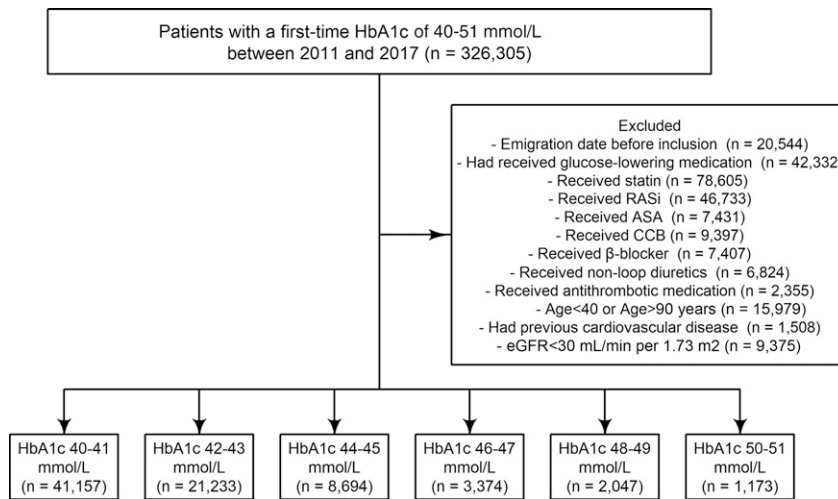 Patients with a first-time HbA1c of 40-51 mmol/L
between 2011 and 2017 (n = 326,305)
Excluded
- Emigration date before inclusion (n = 20,544)
- Had received glucose-lowering medication (n = 42,332
- Received statin (n = 78,605)
- Received RASi (n = 46,733)
- Received ASA (n = 7,431)
- Received CCB (n = 9,397)
- Received β-blocker (n = 7,407)
- Received non-loop diuretics (n = 6,824)
- Received antithrombotic medication (n = 2,355)
- Age<40 or Age>90 years (n = 15,979)
- Had previous cardiovascular disease (n = 1,508)
- eGFR<30 mL/min per 1.73 m2 (n = 9,375)
HbA1c 40-41
mmol/L
(n = 41,157)
HbA1c 42-43
mmol/L
(n = 21,233)
HbA1c 44-45
mmol/L
(n = 8,694)
HbA1c 46-47
mmol/L
(n = 3,374)
HbA1c 48-49
mmol/L
(n = 2,047)
HbA1c 50-51
mmol/L
(n = 1,173)